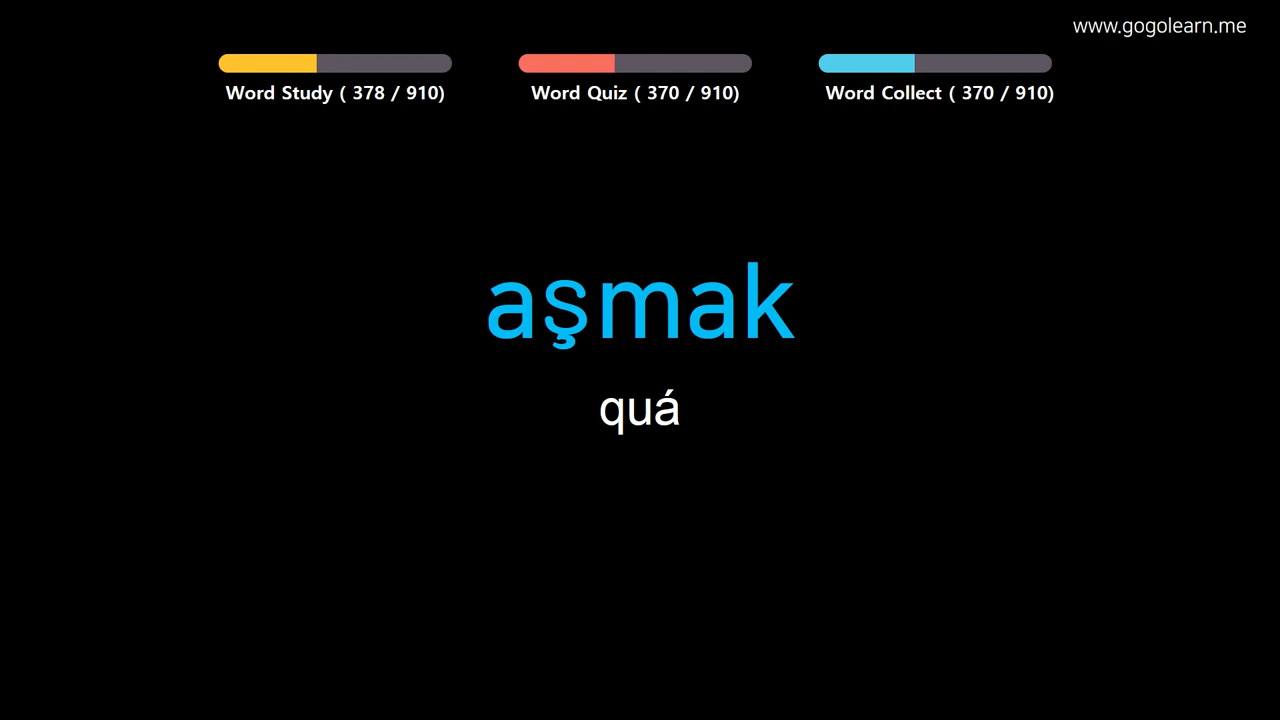 www.gogolearn.me
Word Study ( 378 / 910)
Word Quiz ( 370 / 910)
Word Collect ( 370 / 910)
aşmak
quá